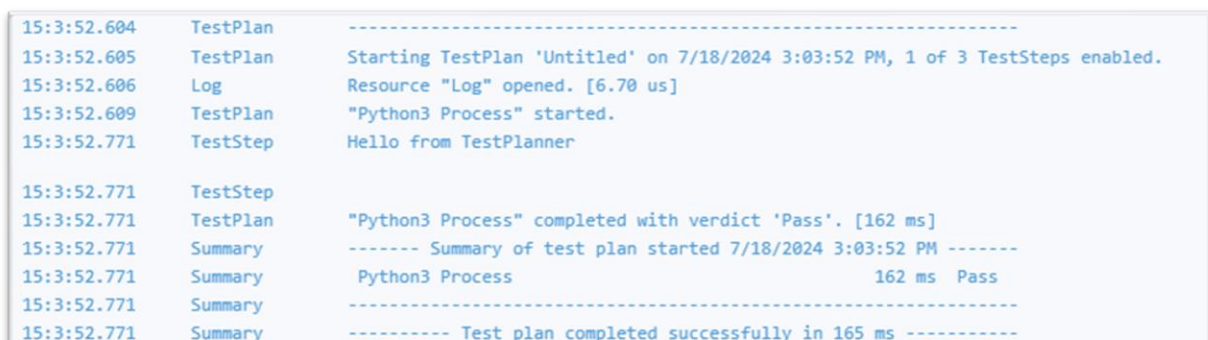 15:3:52.604 TestPlan -----------------------------------------------------------------
15:3:52.605 TestPlan Starting TestPlan 'Untitled' on 7/18/2024 3:03:52 PM, 1 of 3 TestSteps enabled.
15:3:52.606 Log Resource "Log" opened. [6.70 us]
15:3:52.609 TestPlan "Python3 Process" started.
15:3:52.771 TestStep Hello from TestPlanner
15:3:52.771 TestStep
15:3:52.771 TestPlan "Python3 Process" completed with verdict 'Pass'. [162 ms]
15:3:52.771 Summary ------- Summary of test plan started 7/18/2024 3:03:52 PM -------
15:3:52.771 Summary Python3 Process 162 ms Pass
15:3:52.771 Summary -----------------------------------------------------------------
15:3:52.771 Summary ---------- Test plan completed successfully in 165 ms -----------